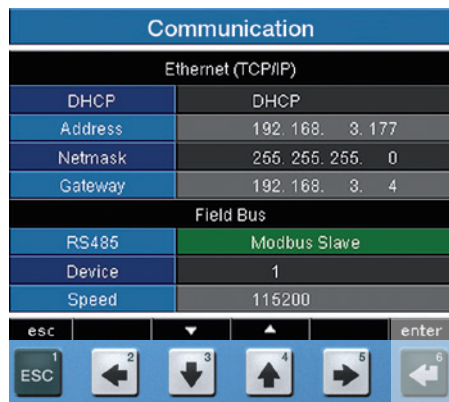 Communication
Ethernet (TCP/IP)
DHCP DHCP
Address 192. 168. 3. 177
Netmask 255. 255. 255. 0
Gateway 192. 168. 3. 4
Field Bus
RS485 Modbus Slave
Device 1
Speed 115200
esc enter
ESC 1 2 3 4 5 6